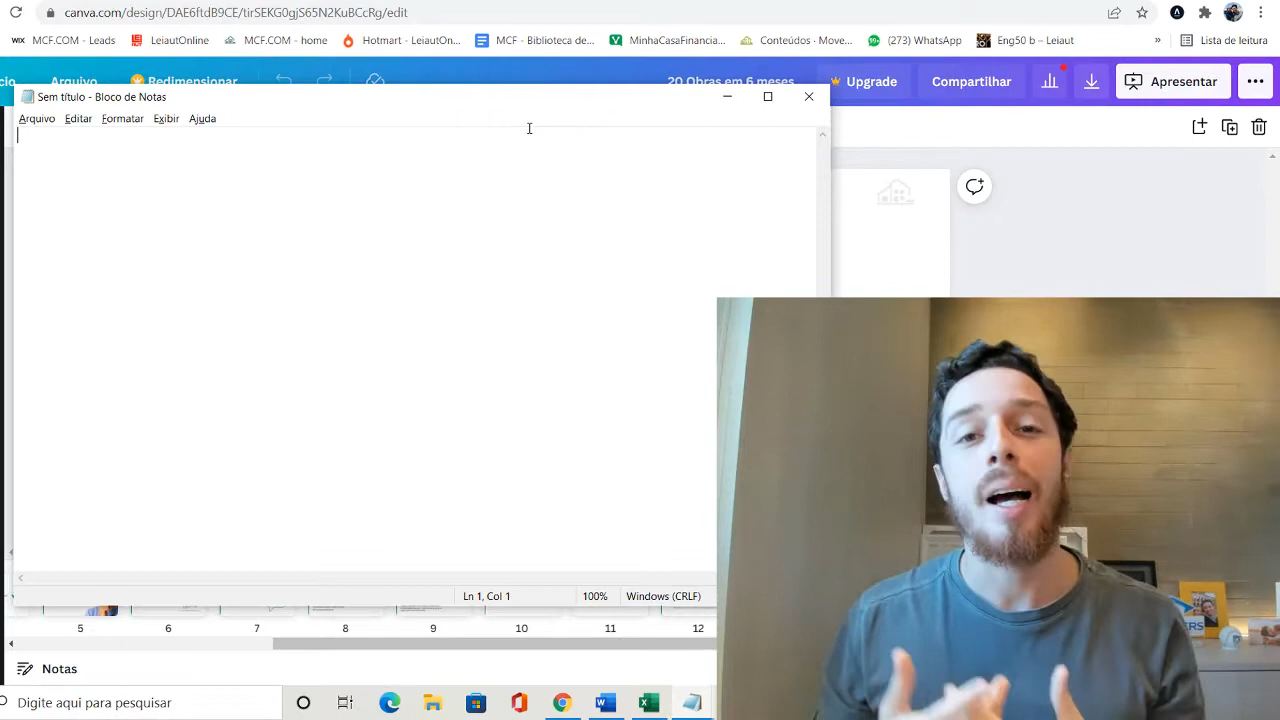 canva.com/design/DAE6ftdB9CE/tirSEKG0gjS65N2KuBCcRg/edit
WIX MCF.COM - Leads LeiautOnline MCF.COM - home Hotmart - LeiautOn... MCF - Biblioteca de... MinhaCasaFinancia... Conteúdos : Move... 99+ (273) WhatsApp Eng50 b – Leiaut » Lista de leitura
cio Arquivo Redimensionar 20 Obras em 6 meses Upgrade Compartilhar Apresentar
Sem título - Bloco de Notas
Arquivo Editar Formatar Exibir Ajuda
Ln 1, Col 1 100% Windows (CRLF)
5 6 7 8 9 10 11 12
Notas
Digite aqui para pesquisar